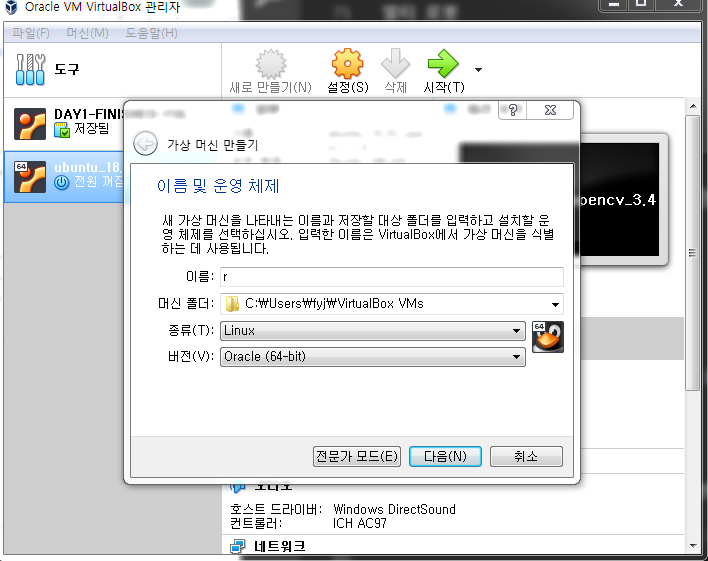 Oracle VM VirtualBox 관리자
파일(F) 머신(M) 도움말(H)
도구
새로 만들기(N) 설정(S) 삭제 시작(T)
DAY1-FINIS
저장됨
64
ubuntu_18.
전원 꺼짐
opencv_3.4
가상 머신 만들기
이름 및 운영 체제
새 가상 머신을 나타내는 이름과 저장할 대상 폴더를 입력하고 설치할 운
영 체제를 선택하십시오. 입력한 이름은 VirtualBox에서 가상 머신을 식별
하는 데 사용됩니다.
이름: r
머신 폴더: C:₩Users₩fyj₩VirtualBox VMs
종류(T): Linux
64
버전(V): Oracle (64-bit)
전문가 모드(E) 다음(N) 취소
오디오
호스트 드라이버: Windows DirectSound
컨트롤러: ICH AC97
네트워크